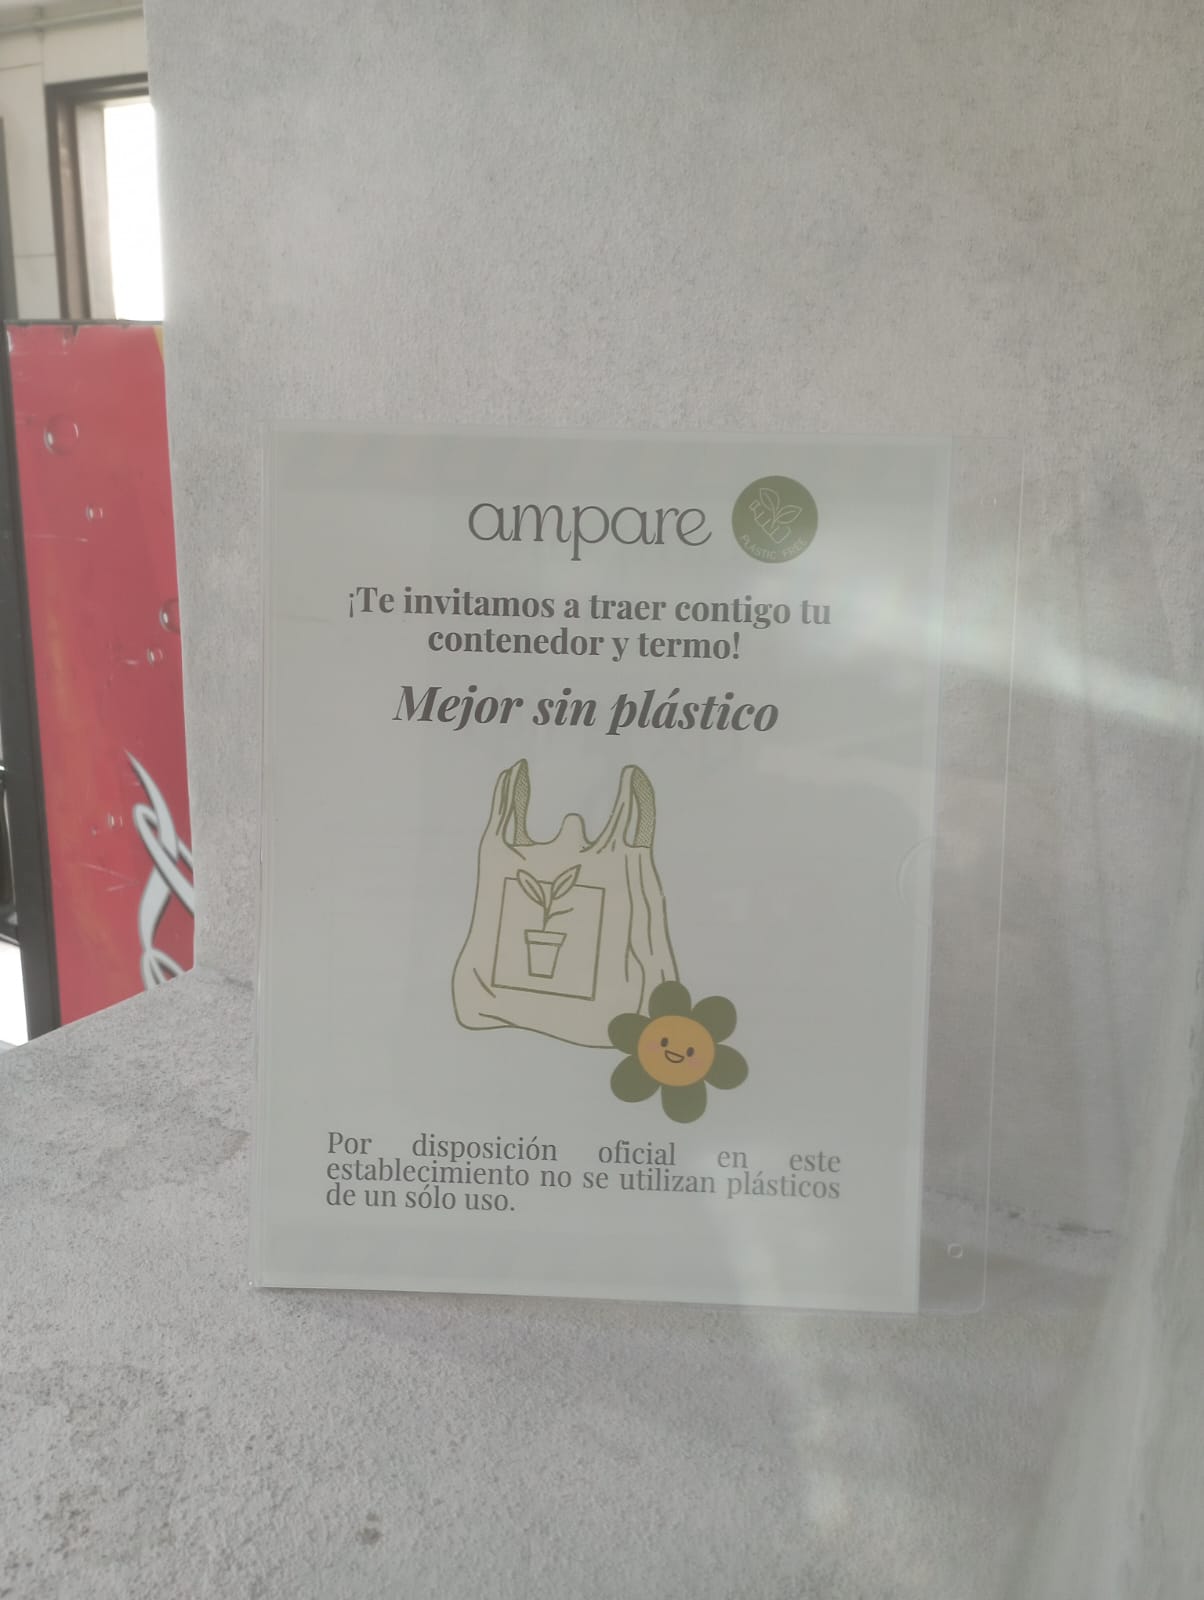 ampare
PLASTIC FREE
¡Te invitamos a traer contigo tu
contenedor y termo!
Mejor sin plástico
Por disposición oficial en este
establecimiento no se utilizan plásticos
de un sólo uso.